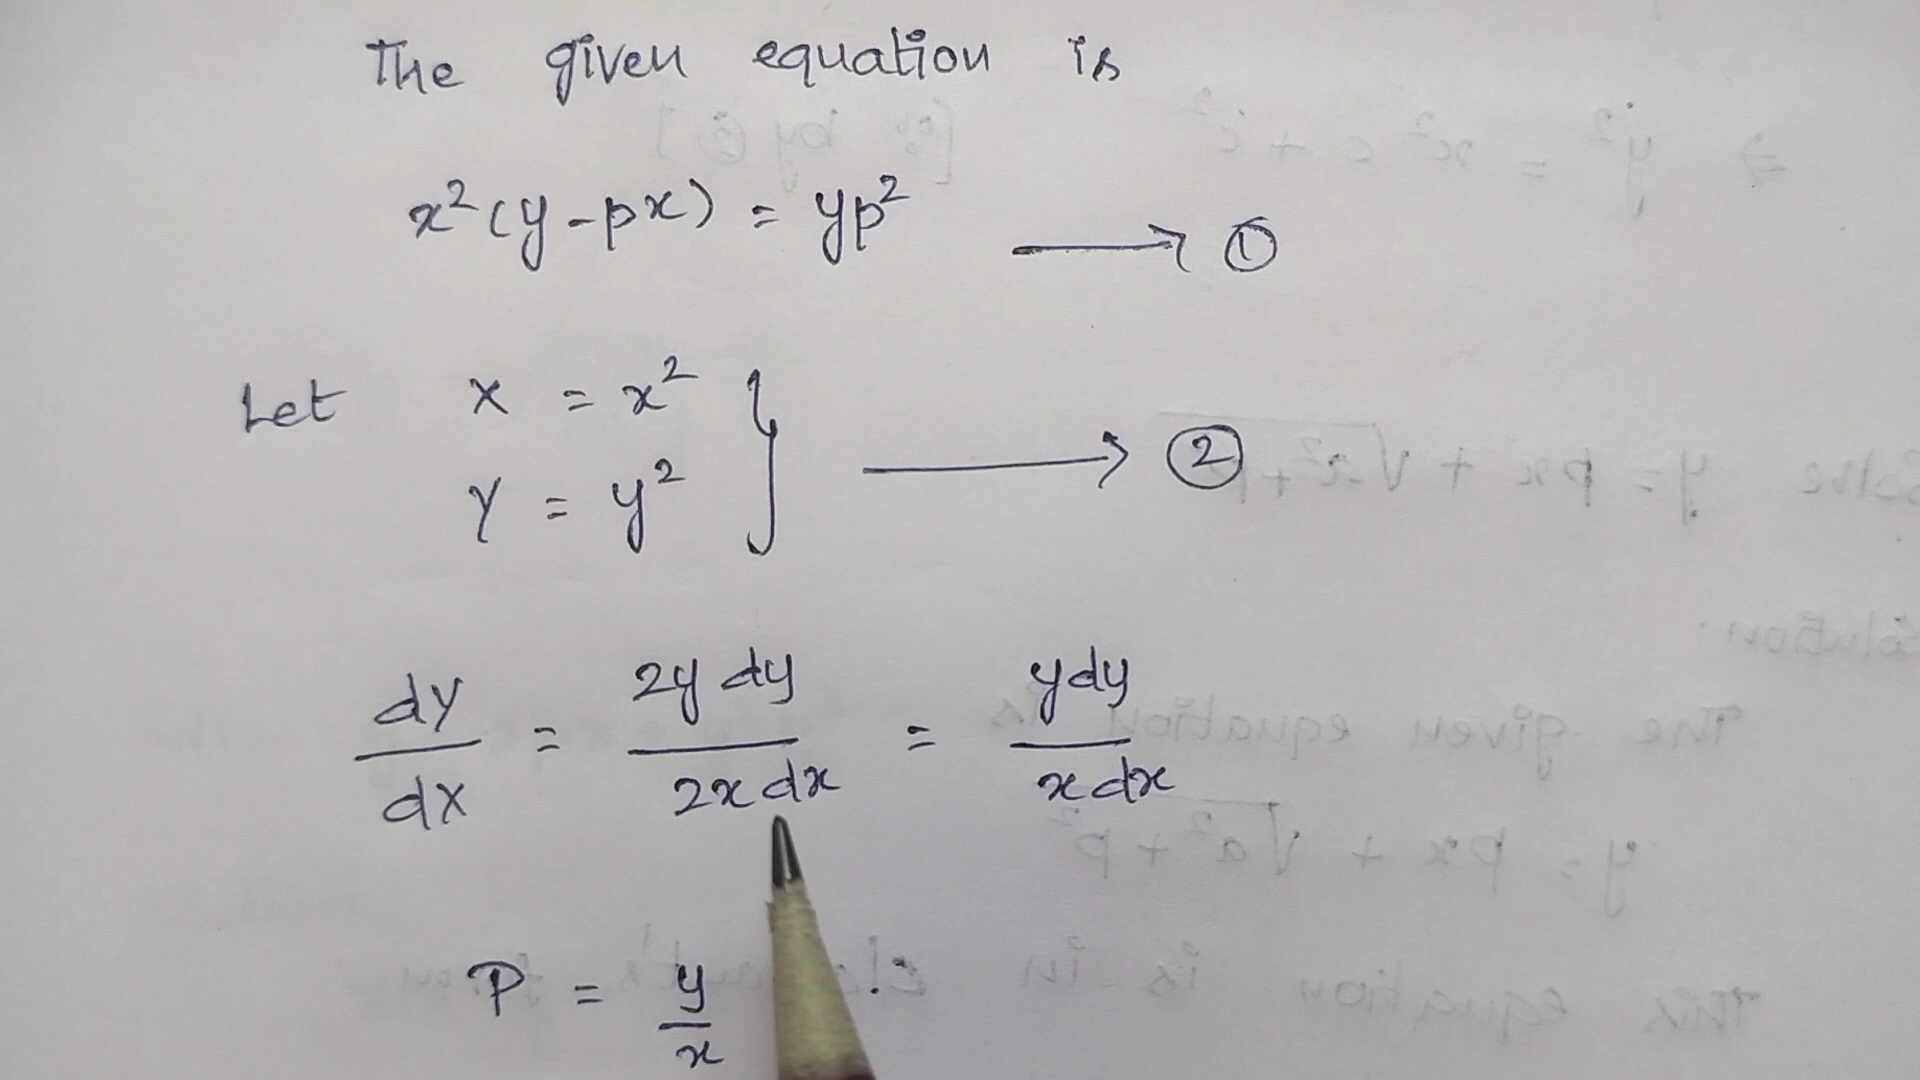 The given equation is
x²(y-px) = yp² ⟶ ①
Let X = x²
Y = y² } ⟶ ②
dY/dX = 2y dy/2x dx = y dy/x dx
P = y/x